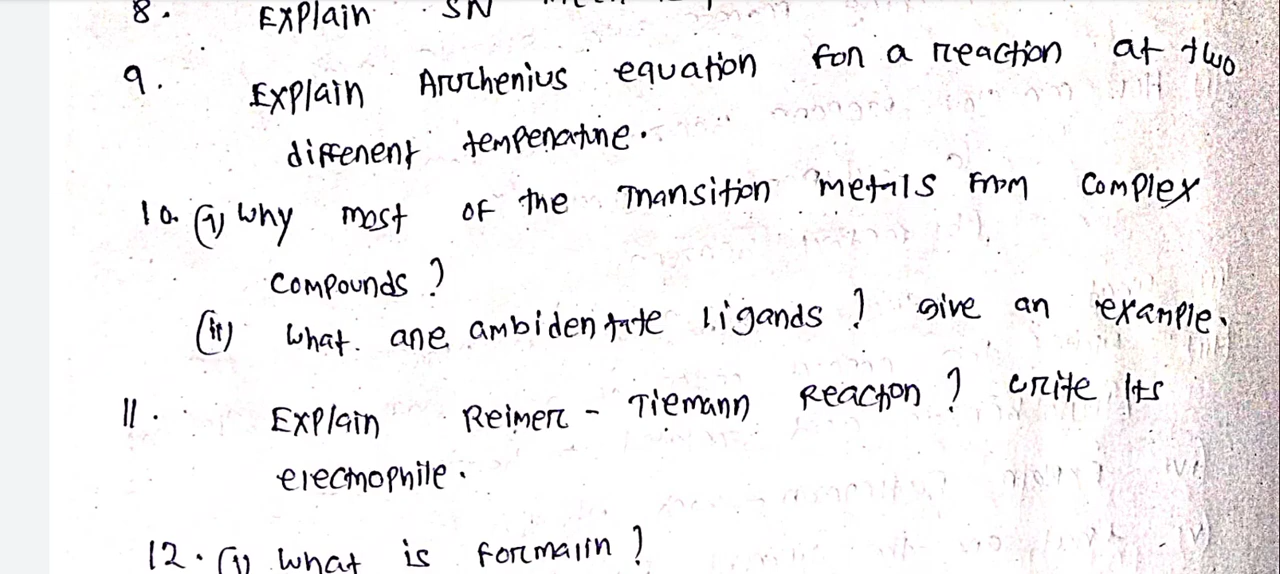 8. Explain SN
9. Explain Arrhenius equation for a reaction at two
different temperature.
10. (i) Why most of the Transition metals from complex
compounds ?
(ii) What are ambidentate ligands ? Give an example.
11. Explain Reimer - Tiemann Reaction ? write Its
electrophile.
12. (i) What is formalin ?